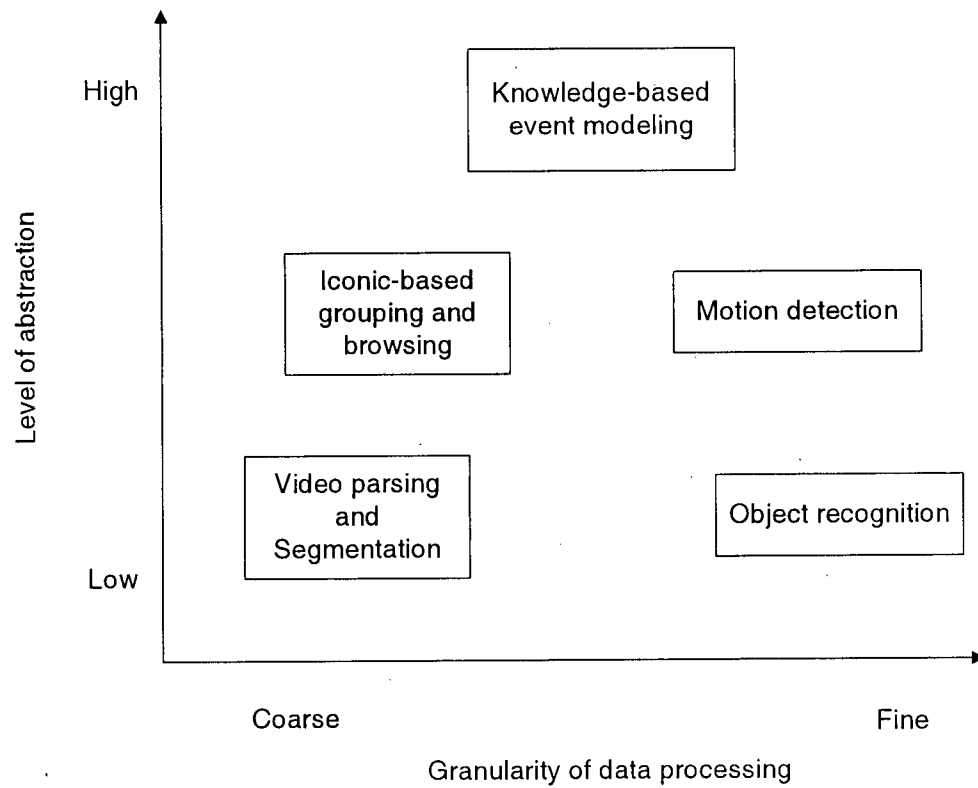 High
Knowledge-based
event modeling
Level of abstraction
Iconic-based
grouping and
browsing
Motion detection
Video parsing
and
Segmentation
Object recognition
Low
Coarse
Fine
Granularity of data processing